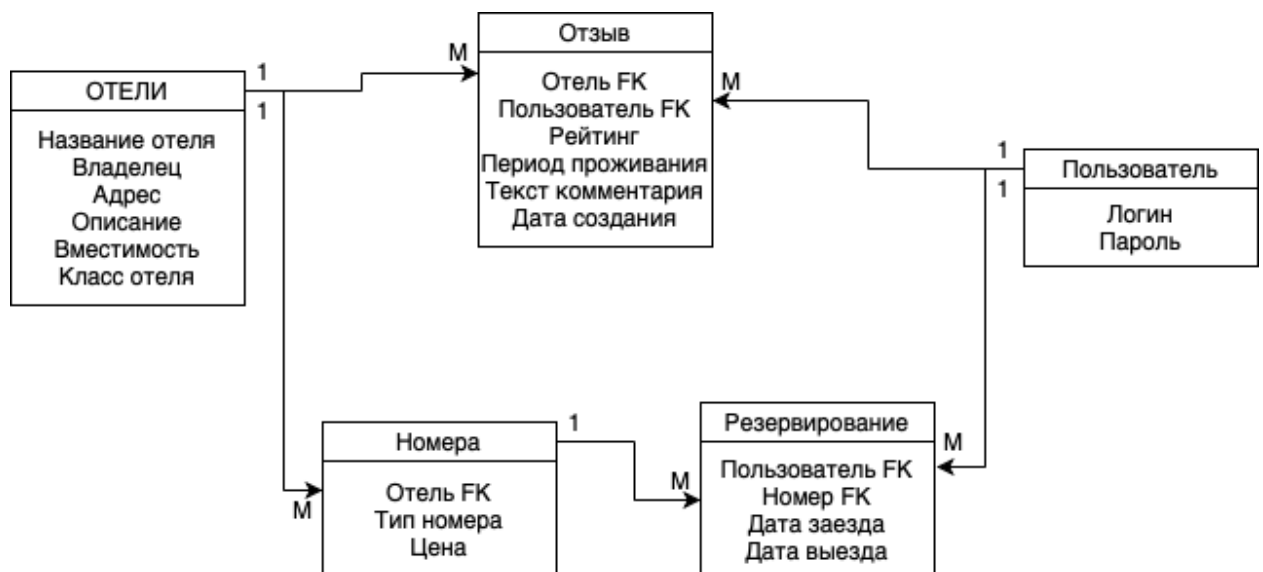 ОТЕЛИ
Название отеля
Владелец
Адрес
Описание
Вместимость
Класс отеля
1
1
М
Отзыв
Отель FK
Пользователь FK
Рейтинг
Период проживания
Текст комментария
Дата создания
М
1
1
Пользователь
Логин
Пароль
М
Номера
Отель FK
Тип номера
Цена
1
М
Резервирование
Пользователь FK
Номер FK
Дата заезда
Дата выезда
М